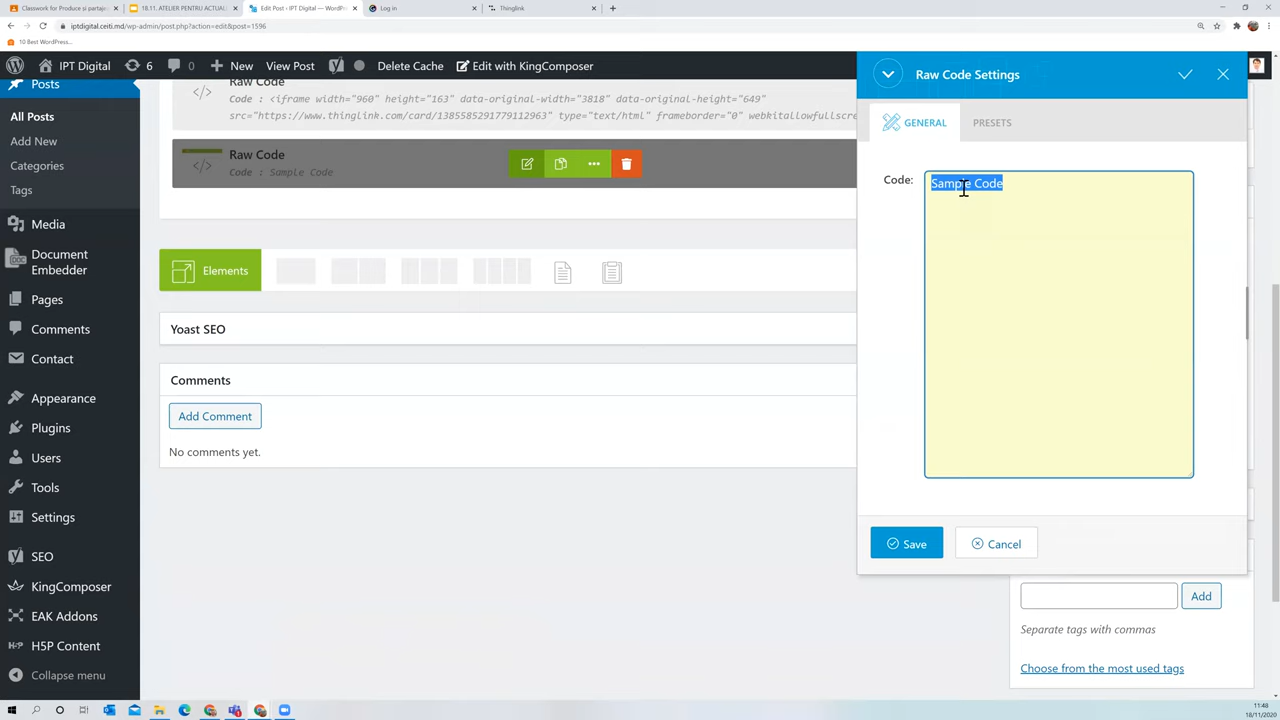 Classwork for Produce si partaje
18.11. ATELIER PENTRU ACTUAL
Edit Post - IPT Digital — WordPr
Log in
Thinglink
iptdigital.ceiti.md/wp-admin/post.php?action=edit&post=1596
10 Best WordPress...
IPT Digital
6
0
New
View Post
Delete Cache
Edit with KingComposer
Posts
All Posts
Add New
Categories
Tags
Media
Document
Embedder
Pages
Comments
Contact
Appearance
Plugins
Users
Tools
Settings
SEO
KingComposer
EAK Addons
H5P Content
Collapse menu
Raw Code
Code : <iframe width="960" height="163" data-original-width="3818" data-original-height="649"
src="https://www.thinglink.com/card/1385585291779112963" type="text/html" frameborder="0" webkitallowfullscre
Raw Code
Code : Sample Code
Elements
Yoast SEO
Comments
Add Comment
No comments yet.
Raw Code Settings
GENERAL
PRESETS
Code:
Sample Code
Save
Cancel
Add
Separate tags with commas
Choose from the most used tags
11:48
18/11/2020